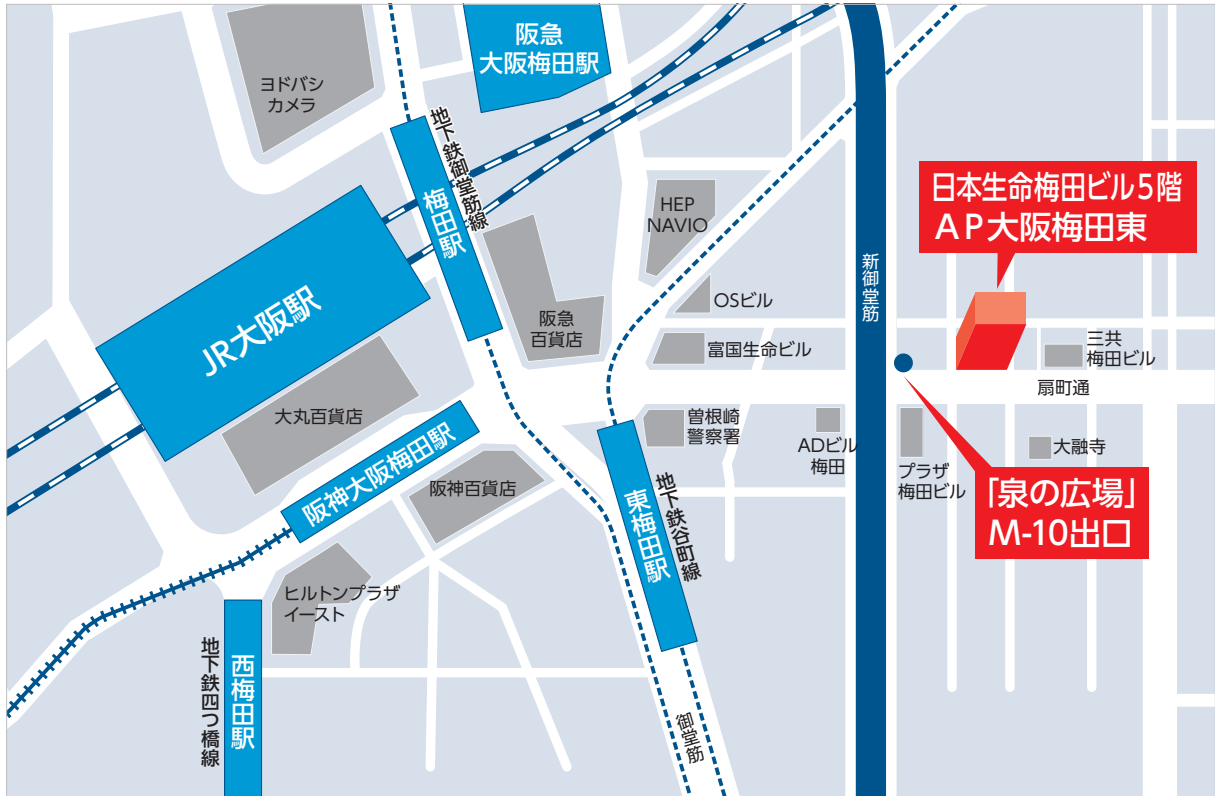 阪急
大阪梅田駅
ヨドバシ
カメラ
地下鉄御堂筋線
梅田駅
HEP
NAVIO
日本生命梅田ビル5階
AP大阪梅田東
新御堂筋
OSビル
JR大阪駅
阪急
百貨店
富国生命ビル
三共
梅田ビル
扇町通
大丸百貨店
曽根崎
警察署
ADビル
梅田
プラザ
梅田ビル
大融寺
阪神大阪梅田駅
阪神百貨店
東梅田駅
地下鉄谷町線
「泉の広場」
M-10出口
ヒルトンプラザ
イースト
西梅田駅
地下鉄四つ橋線
御堂筋